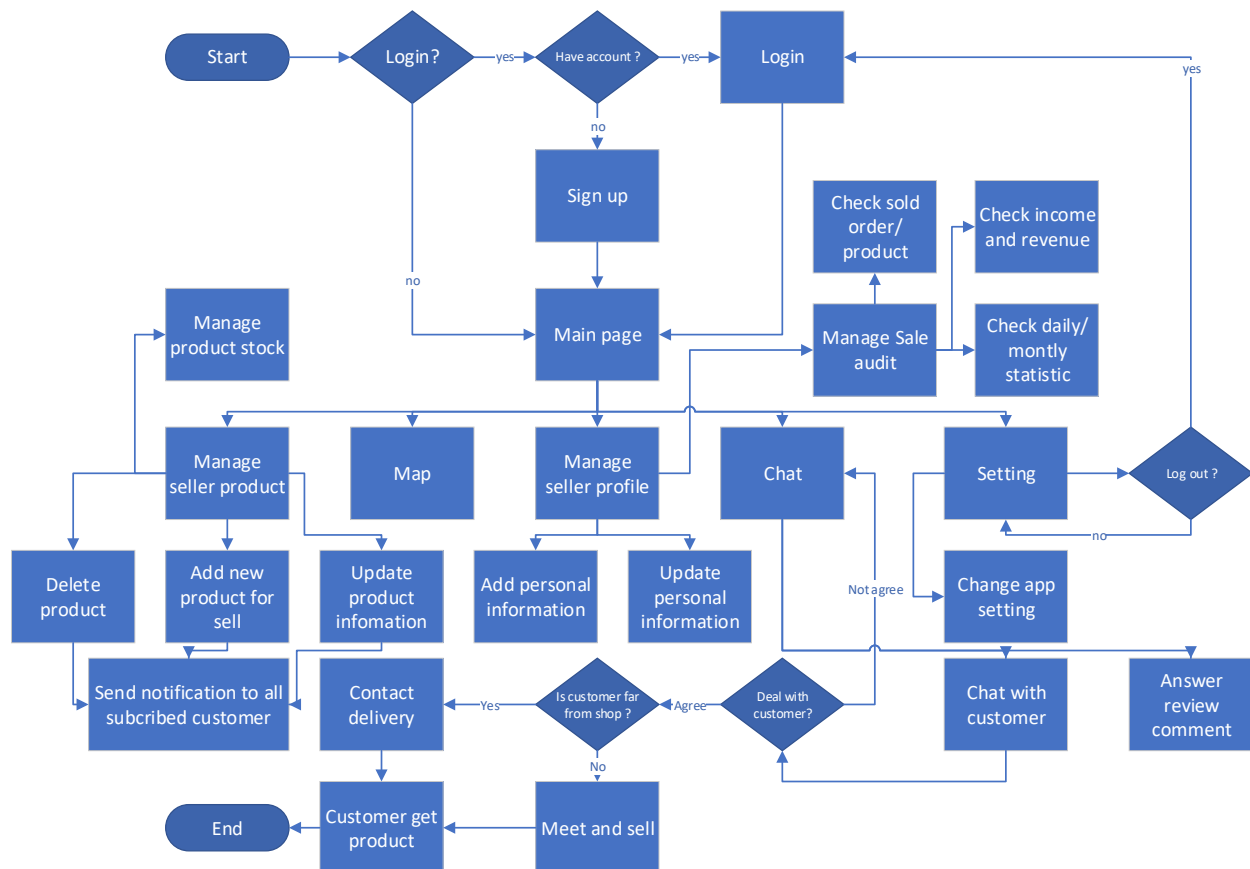 Start
Login?
yes
Have account ?
yes
Login
yes
no
Sign up
no
Check sold
order/
product
Check income
and revenue
Manage
product stock
Main page
Manage Sale
audit
Check daily/
montly
statistic
Manage
seller product
Map
Manage
seller profile
Chat
Setting
Log out ?
no
Delete
product
Add new
product for
sell
Update
product
infomation
Add personal
information
Update
personal
information
Not agree
Change app
setting
Send notification to all
subcribed customer
Contact
delivery
Yes
Is customer far
from shop ?
Agree
Deal with
customer?
Chat with
customer
Answer
review
comment
No
End
Customer get
product
Meet and sell